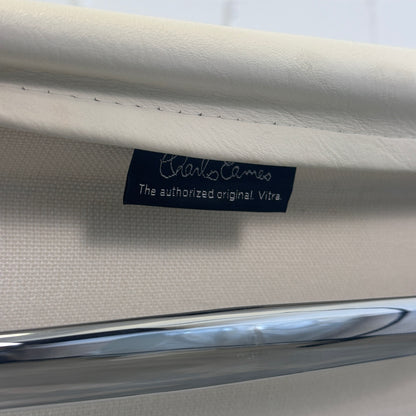 Charles Eames
The authorized original. Vitra.